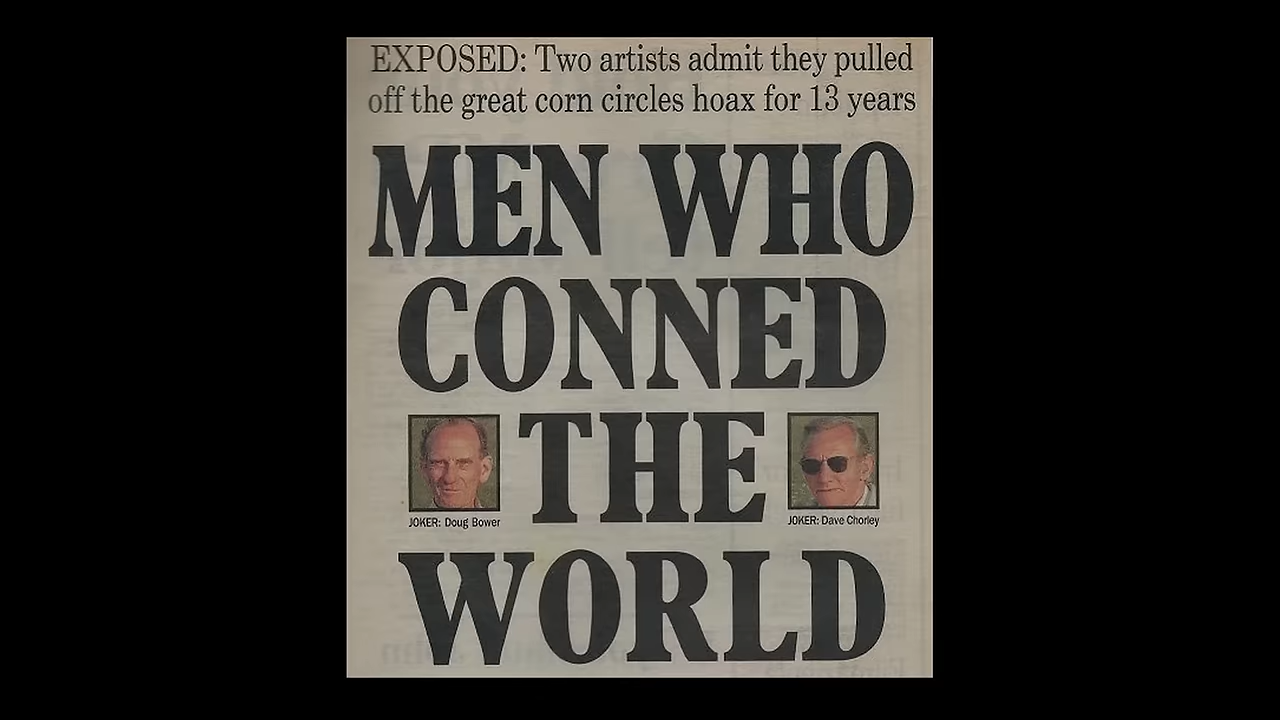 EXPOSED: Two artists admit they pulled
off the great corn circles hoax for 13 years
MEN WHO
CONNED
THE
JOKER: Doug Bower
JOKER: Dave Chorley
WORLD